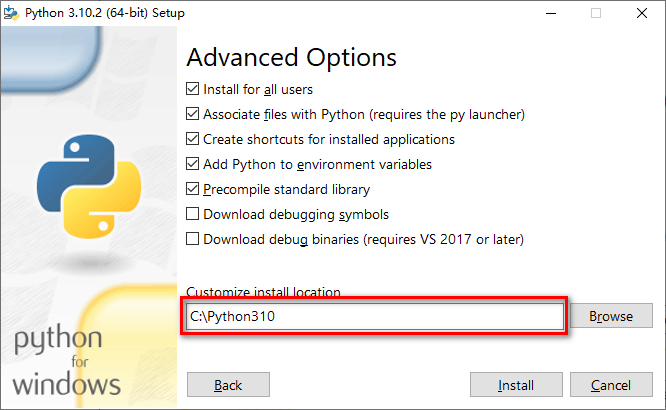 Python 3.10.2 (64-bit) Setup
Advanced Options
Install for all users
Associate files with Python (requires the py launcher)
Create shortcuts for installed applications
Add Python to environment variables
Precompile standard library
Download debugging symbols
Download debug binaries (requires VS 2017 or later)
Customize install location
C:\Python310
Browse
python
for
windows
Back
Install
Cancel